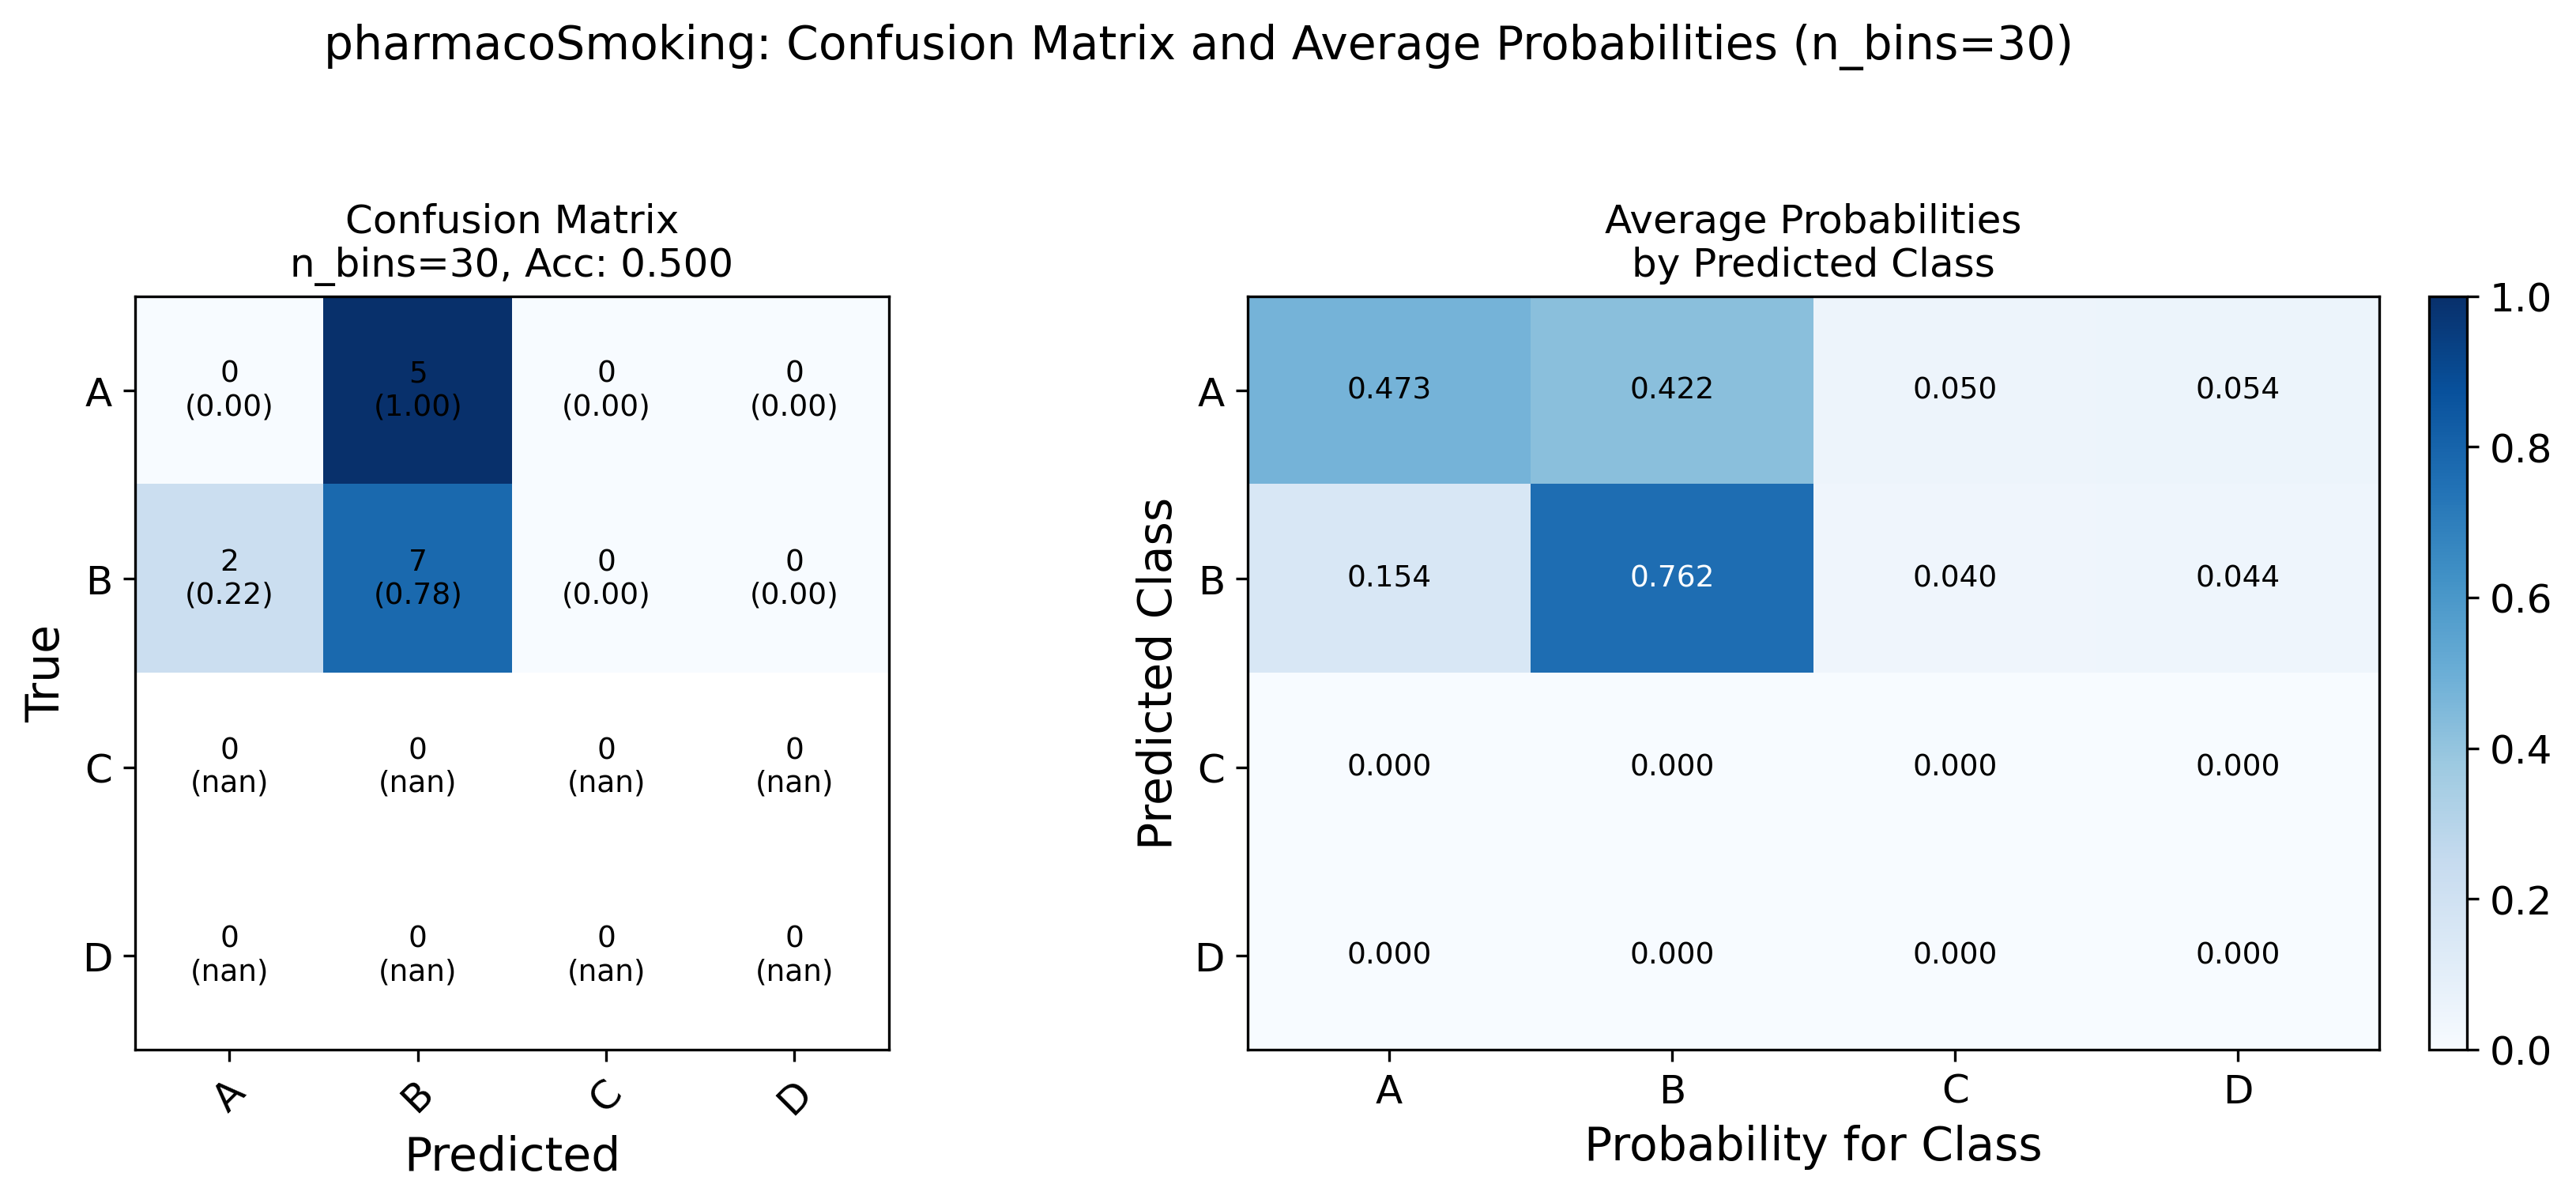 pharmacoSmoking: Confusion Matrix and Average Probabilities (n_bins=30)
Confusion Matrix
n_bins=30, Acc: 0.500
True
A
0
(0.00)
5
(1.00)
0
(0.00)
0
(0.00)
B
2
(0.22)
7
(0.78)
0
(0.00)
0
(0.00)
C
0
(nan)
0
(nan)
0
(nan)
0
(nan)
D
0
(nan)
0
(nan)
0
(nan)
0
(nan)
A B C D
Predicted
Average Probabilities
by Predicted Class
Predicted Class
A 0.473 0.422 0.050 0.054
B 0.154 0.762 0.040 0.044
C 0.000 0.000 0.000 0.000
D 0.000 0.000 0.000 0.000
A B C D
Probability for Class
1.0
0.8
0.6
0.4
0.2
0.0